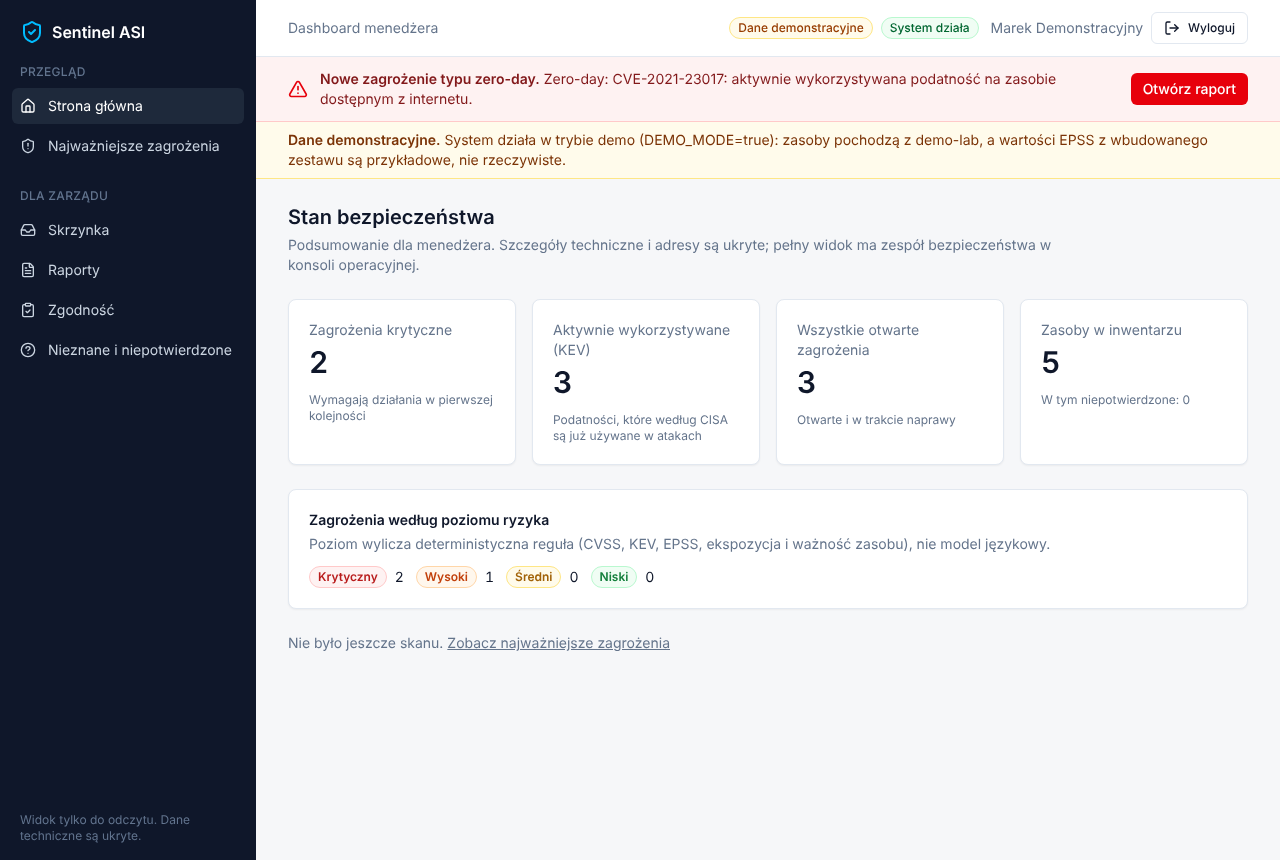 Sentinel ASI
PRZEGLĄD
Strona główna
Najważniejsze zagrożenia
DLA ZARZĄDU
Skrzynka
Raporty
Zgodność
Nieznane i niepotwierdzone
Widok tylko do odczytu. Dane
techniczne są ukryte.
Dashboard menedżera
Dane demonstracyjne
System działa
Marek Demonstracyjny
Wyloguj
Nowe zagrożenie typu zero-day. Zero-day: CVE-2021-23017: aktywnie wykorzystywana podatność na zasobie
dostępnym z internetu.
Otwórz raport
Dane demonstracyjne. System działa w trybie demo (DEMO_MODE=true): zasoby pochodzą z demo-lab, a wartości EPSS z wbudowanego
zestawu są przykładowe, nie rzeczywiste.
Stan bezpieczeństwa
Podsumowanie dla menedżera. Szczegóły techniczne i adresy są ukryte; pełny widok ma zespół bezpieczeństwa w
konsoli operacyjnej.
Zagrożenia krytyczne
2
Wymagają działania w pierwszej
kolejności
Aktywnie wykorzystywane
(KEV)
3
Podatności, które według CISA
są już używane w atakach
Wszystkie otwarte
zagrożenia
3
Otwarte i w trakcie naprawy
Zasoby w inwentarzu
5
W tym niepotwierdzone: 0
Zagrożenia według poziomu ryzyka
Poziom wylicza deterministyczna reguła (CVSS, KEV, EPSS, ekspozycja i ważność zasobu), nie model językowy.
Krytyczny 2 Wysoki 1 Średni 0 Niski 0
Nie było jeszcze skanu. Zobacz najważniejsze zagrożenia